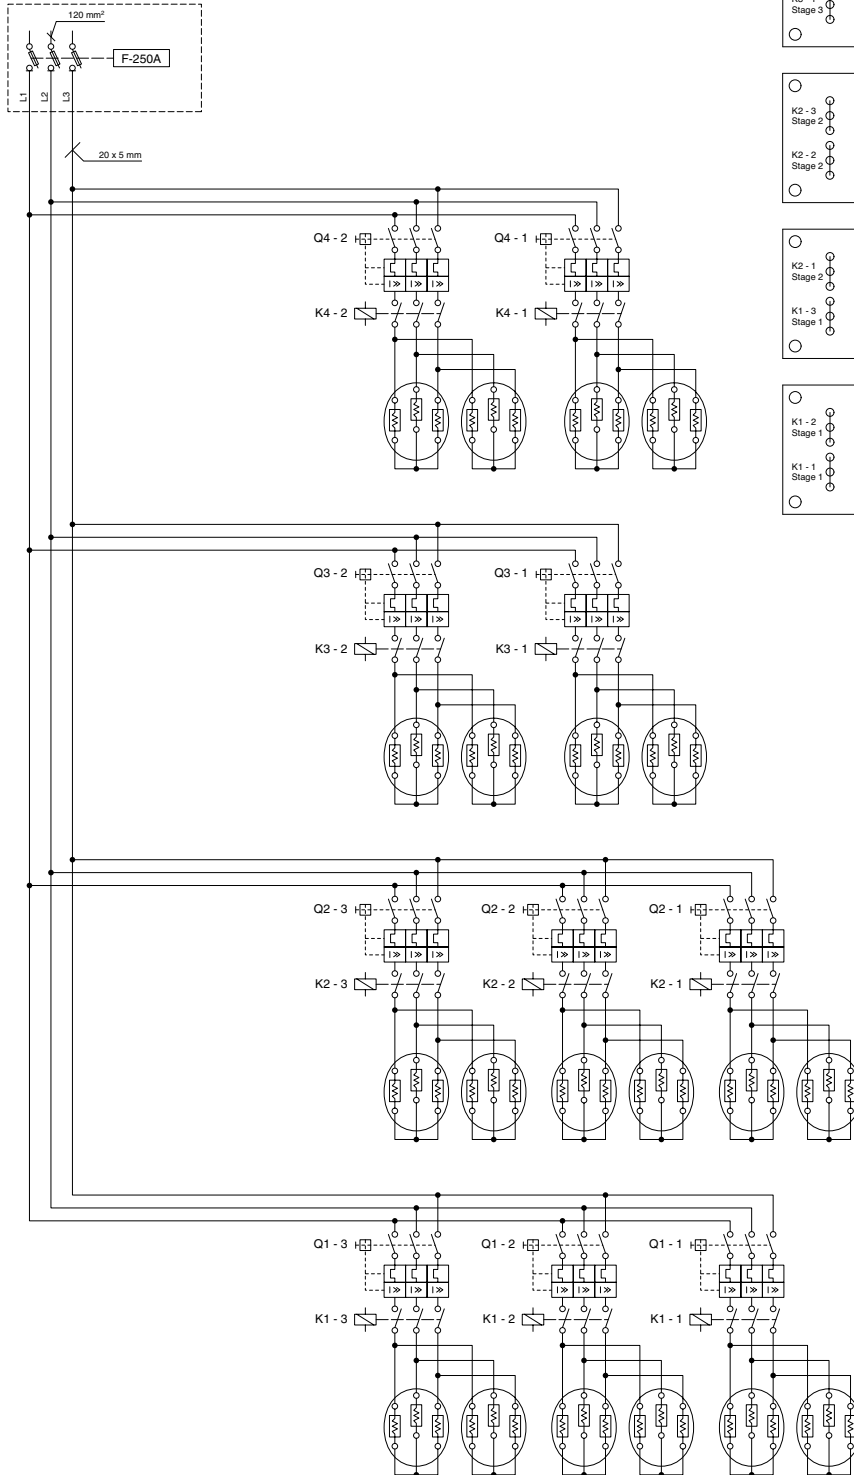 120 mm²
F-250A
L1
L2
L3
20 x 5 mm
Stage 3
K2 - 3
Stage 2
K2 - 2
Stage 2
K2 - 1
Stage 2
K1 - 3
Stage 1
K1 - 2
Stage 1
K1 - 1
Stage 1
Q4 - 2
Q4 - 1
I>>
I>>
I>>
I>>
I>>
I>>
K4 - 2
K4 - 1
Q3 - 2
Q3 - 1
I>>
I>>
I>>
I>>
I>>
I>>
K3 - 2
K3 - 1
Q2 - 3
Q2 - 2
Q2 - 1
I>>
I>>
I>>
I>>
I>>
I>>
I>>
I>>
I>>
K2 - 3
K2 - 2
K2 - 1
Q1 - 3
Q1 - 2
Q1 - 1
I>>
I>>
I>>
I>>
I>>
I>>
I>>
I>>
I>>
K1 - 3
K1 - 2
K1 - 1